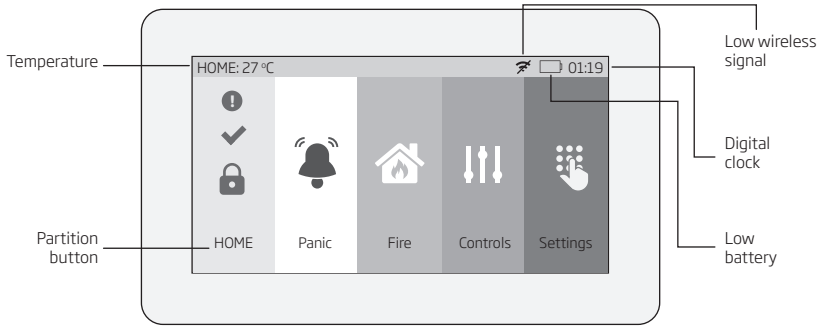 Low wireless
signal
Temperature
HOME: 27 ºC
01:19
Digital
clock
Partition
button
HOME
Panic
Fire
Controls
Settings
Low
battery